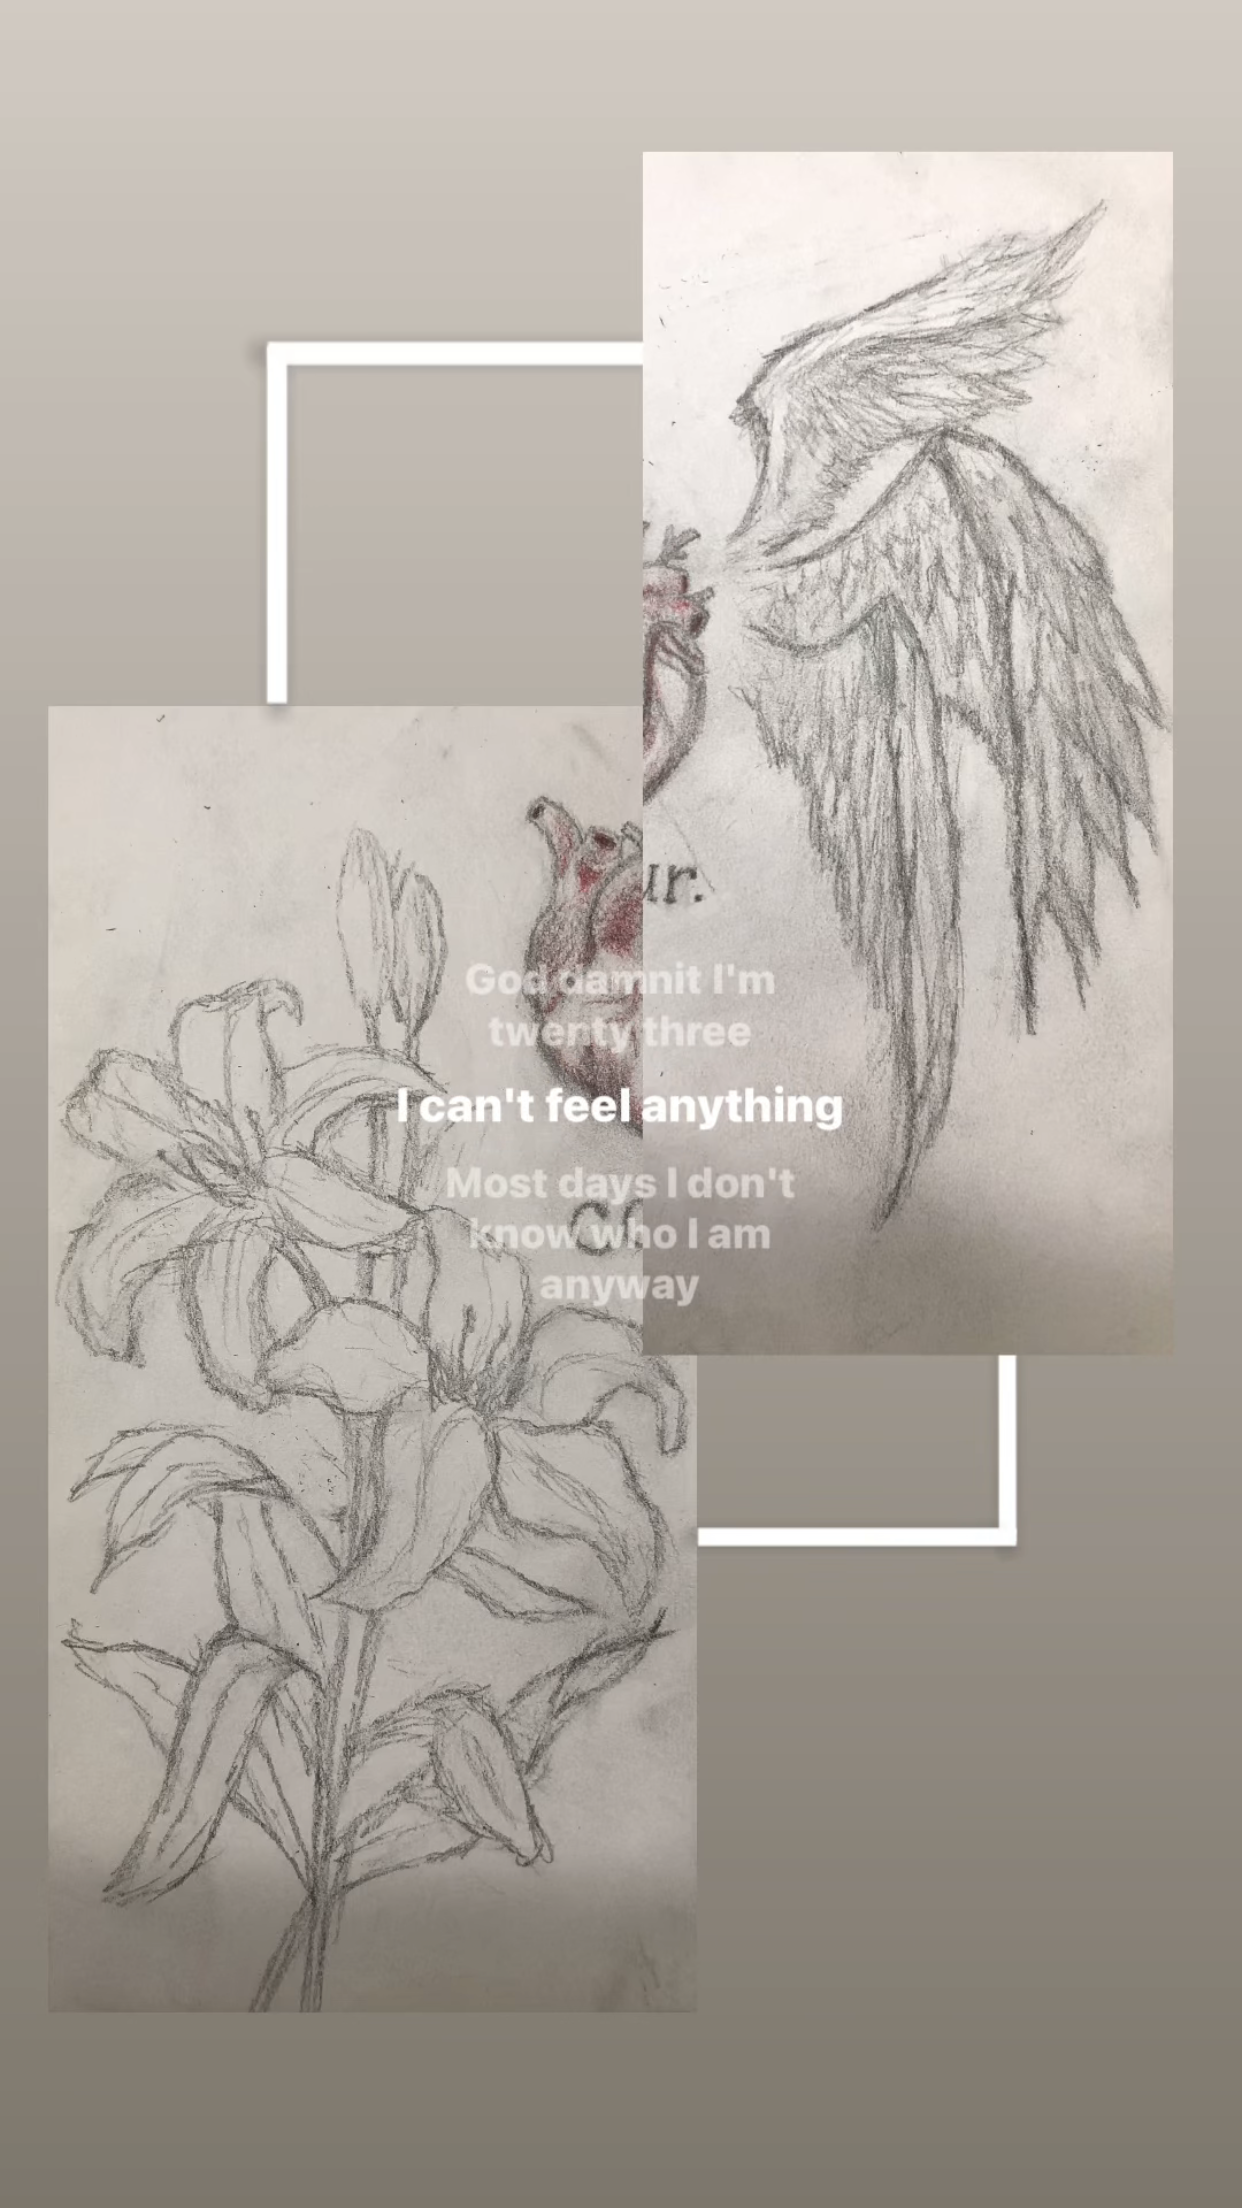 ur.
God damnit I'm
twenty three
I can't feel anything
Most days I don't
know who I am
anyway